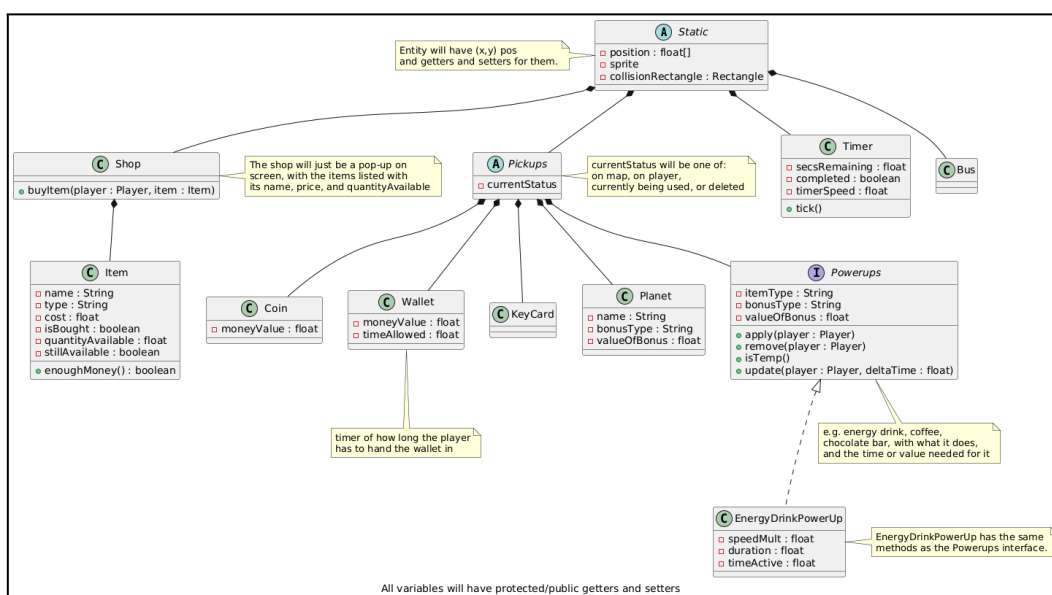 A Static
position : float[]
sprite
collisionRectangle : Rectangle
Entity will have (x,y) pos
and getters and setters for them.
C Shop
buyItem(player : Player, item : Item)
The shop will just be a pop-up on
screen, with the items listed with
its name, price, and quantityAvailable
A Pickups
currentStatus
currentStatus will be one of:
on map, on player,
currently being used, or deleted
C Timer
secsRemaining : float
completed : boolean
timerSpeed : float
tick()
C Bus
C Item
name : String
type : String
cost : float
isBought : boolean
quantityAvailable : float
stillAvailable : boolean
enoughMoney() : boolean
C Coin
moneyValue : float
C Wallet
moneyValue : float
timeAllowed : float
C KeyCard
C Planet
name : String
bonusType : String
valueOfBonus : float
I Powerups
itemType : String
bonusType : String
valueOfBonus : float
apply(player : Player)
remove(player : Player)
isTemp()
update(player : Player, deltaTime : float)
timer of how long the player
has to hand the wallet in
e.g. energy drink, coffee,
chocolate bar, with what it does,
and the time or value needed for it
C EnergyDrinkPowerUp
speedMult : float
duration : float
timeActive : float
EnergyDrinkPowerUp has the same
methods as the Powerups interface.
All variables will have protected/public getters and setters